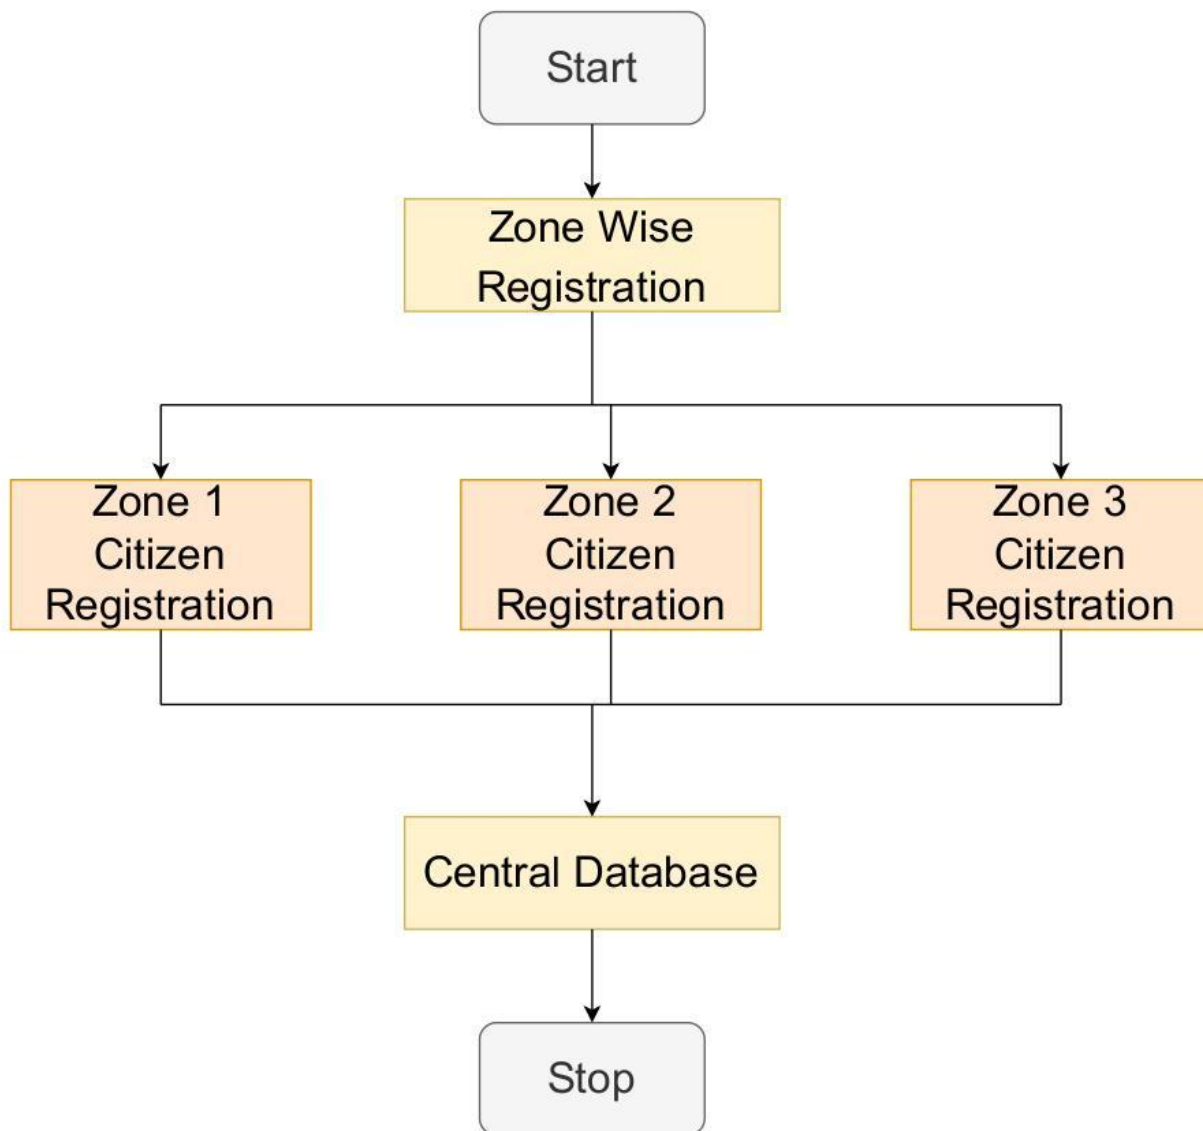 Start
Zone Wise
Registration
Zone 1
Citizen
Registration
Zone 2
Citizen
Registration
Zone 3
Citizen
Registration
Central Database
Stop